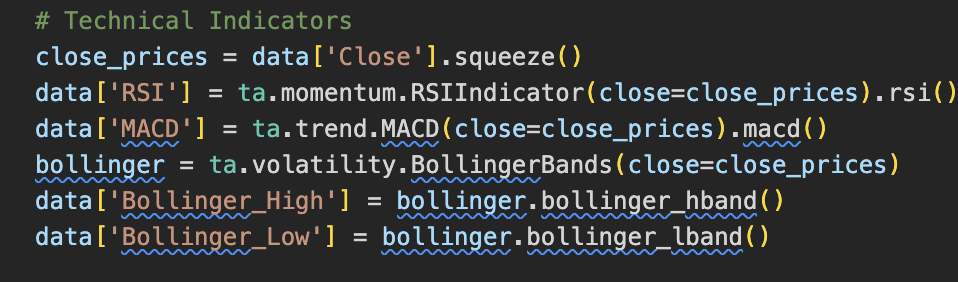 # Technical Indicators
close_prices = data['Close'].squeeze()
data['RSI'] = ta.momentum.RSIIndicator(close=close_prices).rsi()
data['MACD'] = ta.trend.MACD(close=close_prices).macd()
bollinger = ta.volatility.BollingerBands(close=close_prices)
data['Bollinger_High'] = bollinger.bollinger_hband()
data['Bollinger_Low'] = bollinger.bollinger_lband()